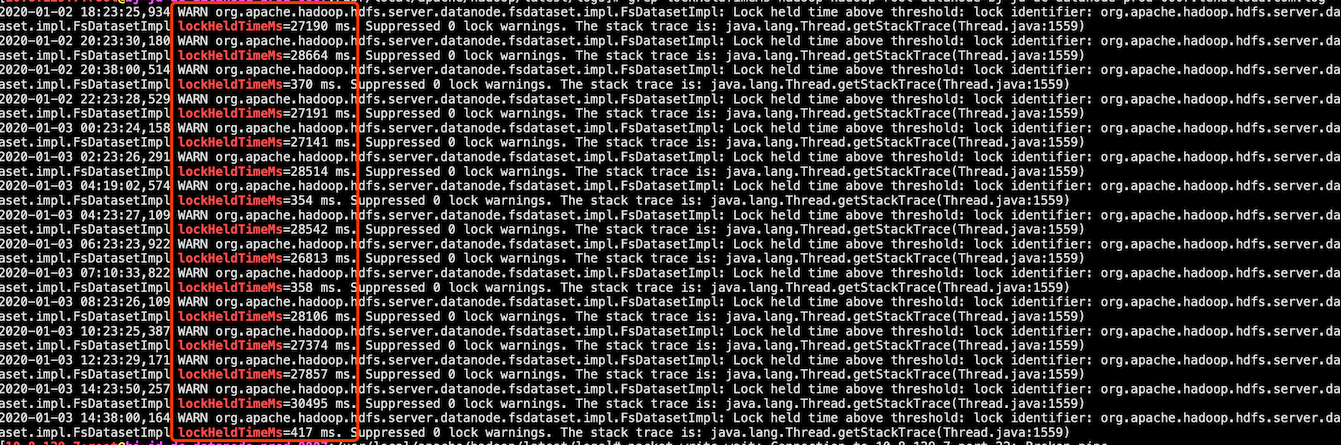 2020-01-02 18:23:25,934 WARN org.apache.hadoop.hdfs.server.datanode.fsdataset.impl.FsDatasetImpl: Lock held time above threshold: lock identifier: org.apache.hadoop.hdfs.server.da
aset.impl.FsDatasetImpl lockHeldTimeMs=27190 ms. Suppressed 0 lock warnings. The stack trace is: java.lang.Thread.getStackTrace(Thread.java:1559)
2020-01-02 20:23:30,180 WARN org.apache.hadoop.hdfs.server.datanode.fsdataset.impl.FsDatasetImpl: Lock held time above threshold: lock identifier: org.apache.hadoop.hdfs.server.da
aset.impl.FsDatasetImpl lockHeldTimeMs=28664 ms. Suppressed 0 lock warnings. The stack trace is: java.lang.Thread.getStackTrace(Thread.java:1559)
2020-01-02 20:38:00,514 WARN org.apache.hadoop.hdfs.server.datanode.fsdataset.impl.FsDatasetImpl: Lock held time above threshold: lock identifier: org.apache.hadoop.hdfs.server.da
aset.impl.FsDatasetImpl lockHeldTimeMs=370 ms. Suppressed 0 lock warnings. The stack trace is: java.lang.Thread.getStackTrace(Thread.java:1559)
2020-01-02 22:23:28,529 WARN org.apache.hadoop.hdfs.server.datanode.fsdataset.impl.FsDatasetImpl: Lock held time above threshold: lock identifier: org.apache.hadoop.hdfs.server.da
aset.impl.FsDatasetImpl lockHeldTimeMs=27191 ms. Suppressed 0 lock warnings. The stack trace is: java.lang.Thread.getStackTrace(Thread.java:1559)
2020-01-03 00:23:24,158 WARN org.apache.hadoop.hdfs.server.datanode.fsdataset.impl.FsDatasetImpl: Lock held time above threshold: lock identifier: org.apache.hadoop.hdfs.server.da
aset.impl.FsDatasetImpl lockHeldTimeMs=27141 ms. Suppressed 0 lock warnings. The stack trace is: java.lang.Thread.getStackTrace(Thread.java:1559)
2020-01-03 02:23:26,291 WARN org.apache.hadoop.hdfs.server.datanode.fsdataset.impl.FsDatasetImpl: Lock held time above threshold: lock identifier: org.apache.hadoop.hdfs.server.da
aset.impl.FsDatasetImpl lockHeldTimeMs=28514 ms. Suppressed 0 lock warnings. The stack trace is: java.lang.Thread.getStackTrace(Thread.java:1559)
2020-01-03 04:19:02,574 WARN org.apache.hadoop.hdfs.server.datanode.fsdataset.impl.FsDatasetImpl: Lock held time above threshold: lock identifier: org.apache.hadoop.hdfs.server.da
aset.impl.FsDatasetImpl lockHeldTimeMs=354 ms. Suppressed 0 lock warnings. The stack trace is: java.lang.Thread.getStackTrace(Thread.java:1559)
2020-01-03 04:23:27,109 WARN org.apache.hadoop.hdfs.server.datanode.fsdataset.impl.FsDatasetImpl: Lock held time above threshold: lock identifier: org.apache.hadoop.hdfs.server.da
aset.impl.FsDatasetImpl lockHeldTimeMs=28542 ms. Suppressed 0 lock warnings. The stack trace is: java.lang.Thread.getStackTrace(Thread.java:1559)
2020-01-03 06:23:23,922 WARN org.apache.hadoop.hdfs.server.datanode.fsdataset.impl.FsDatasetImpl: Lock held time above threshold: lock identifier: org.apache.hadoop.hdfs.server.da
aset.impl.FsDatasetImpl lockHeldTimeMs=26813 ms. Suppressed 0 lock warnings. The stack trace is: java.lang.Thread.getStackTrace(Thread.java:1559)
2020-01-03 07:10:33,822 WARN org.apache.hadoop.hdfs.server.datanode.fsdataset.impl.FsDatasetImpl: Lock held time above threshold: lock identifier: org.apache.hadoop.hdfs.server.da
aset.impl.FsDatasetImpl lockHeldTimeMs=358 ms. Suppressed 0 lock warnings. The stack trace is: java.lang.Thread.getStackTrace(Thread.java:1559)
2020-01-03 08:23:26,109 WARN org.apache.hadoop.hdfs.server.datanode.fsdataset.impl.FsDatasetImpl: Lock held time above threshold: lock identifier: org.apache.hadoop.hdfs.server.da
aset.impl.FsDatasetImpl lockHeldTimeMs=28106 ms. Suppressed 0 lock warnings. The stack trace is: java.lang.Thread.getStackTrace(Thread.java:1559)
2020-01-03 10:23:25,387 WARN org.apache.hadoop.hdfs.server.datanode.fsdataset.impl.FsDatasetImpl: Lock held time above threshold: lock identifier: org.apache.hadoop.hdfs.server.da
aset.impl.FsDatasetImpl lockHeldTimeMs=27374 ms. Suppressed 0 lock warnings. The stack trace is: java.lang.Thread.getStackTrace(Thread.java:1559)
2020-01-03 12:23:29,171 WARN org.apache.hadoop.hdfs.server.datanode.fsdataset.impl.FsDatasetImpl: Lock held time above threshold: lock identifier: org.apache.hadoop.hdfs.server.da
aset.impl.FsDatasetImpl lockHeldTimeMs=27857 ms. Suppressed 0 lock warnings. The stack trace is: java.lang.Thread.getStackTrace(Thread.java:1559)
2020-01-03 14:23:50,257 WARN org.apache.hadoop.hdfs.server.datanode.fsdataset.impl.FsDatasetImpl: Lock held time above threshold: lock identifier: org.apache.hadoop.hdfs.server.da
aset.impl.FsDatasetImpl lockHeldTimeMs=30495 ms. Suppressed 0 lock warnings. The stack trace is: java.lang.Thread.getStackTrace(Thread.java:1559)
2020-01-03 14:38:00,164 WARN org.apache.hadoop.hdfs.server.datanode.fsdataset.impl.FsDatasetImpl: Lock held time above threshold: lock identifier: org.apache.hadoop.hdfs.server.da
aset.impl.FsDatasetImpl lockHeldTimeMs=417 ms. Suppressed 0 lock warnings. The stack trace is: java.lang.Thread.getStackTrace(Thread.java:1559)